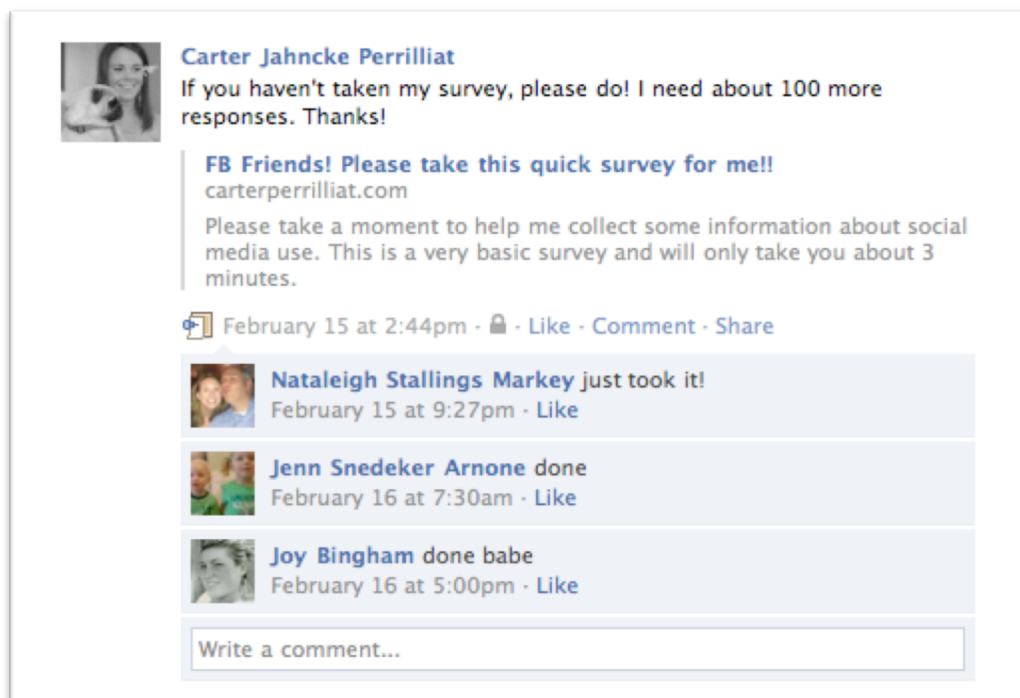 Carter Jahncke Perrilliat
If you haven't taken my survey, please do! I need about 100 more
responses. Thanks!
FB Friends! Please take this quick survey for me!!
carterperrilliat.com
Please take a moment to help me collect some information about social
media use. This is a very basic survey and will only take you about 3
minutes.
February 15 at 2:44pm · Like · Comment · Share
Nataleigh Stallings Markey just took it!
February 15 at 9:27pm · Like
Jenn Snedeker Arnone done
February 16 at 7:30am · Like
Joy Bingham done babe
February 16 at 5:00pm · Like
Write a comment...